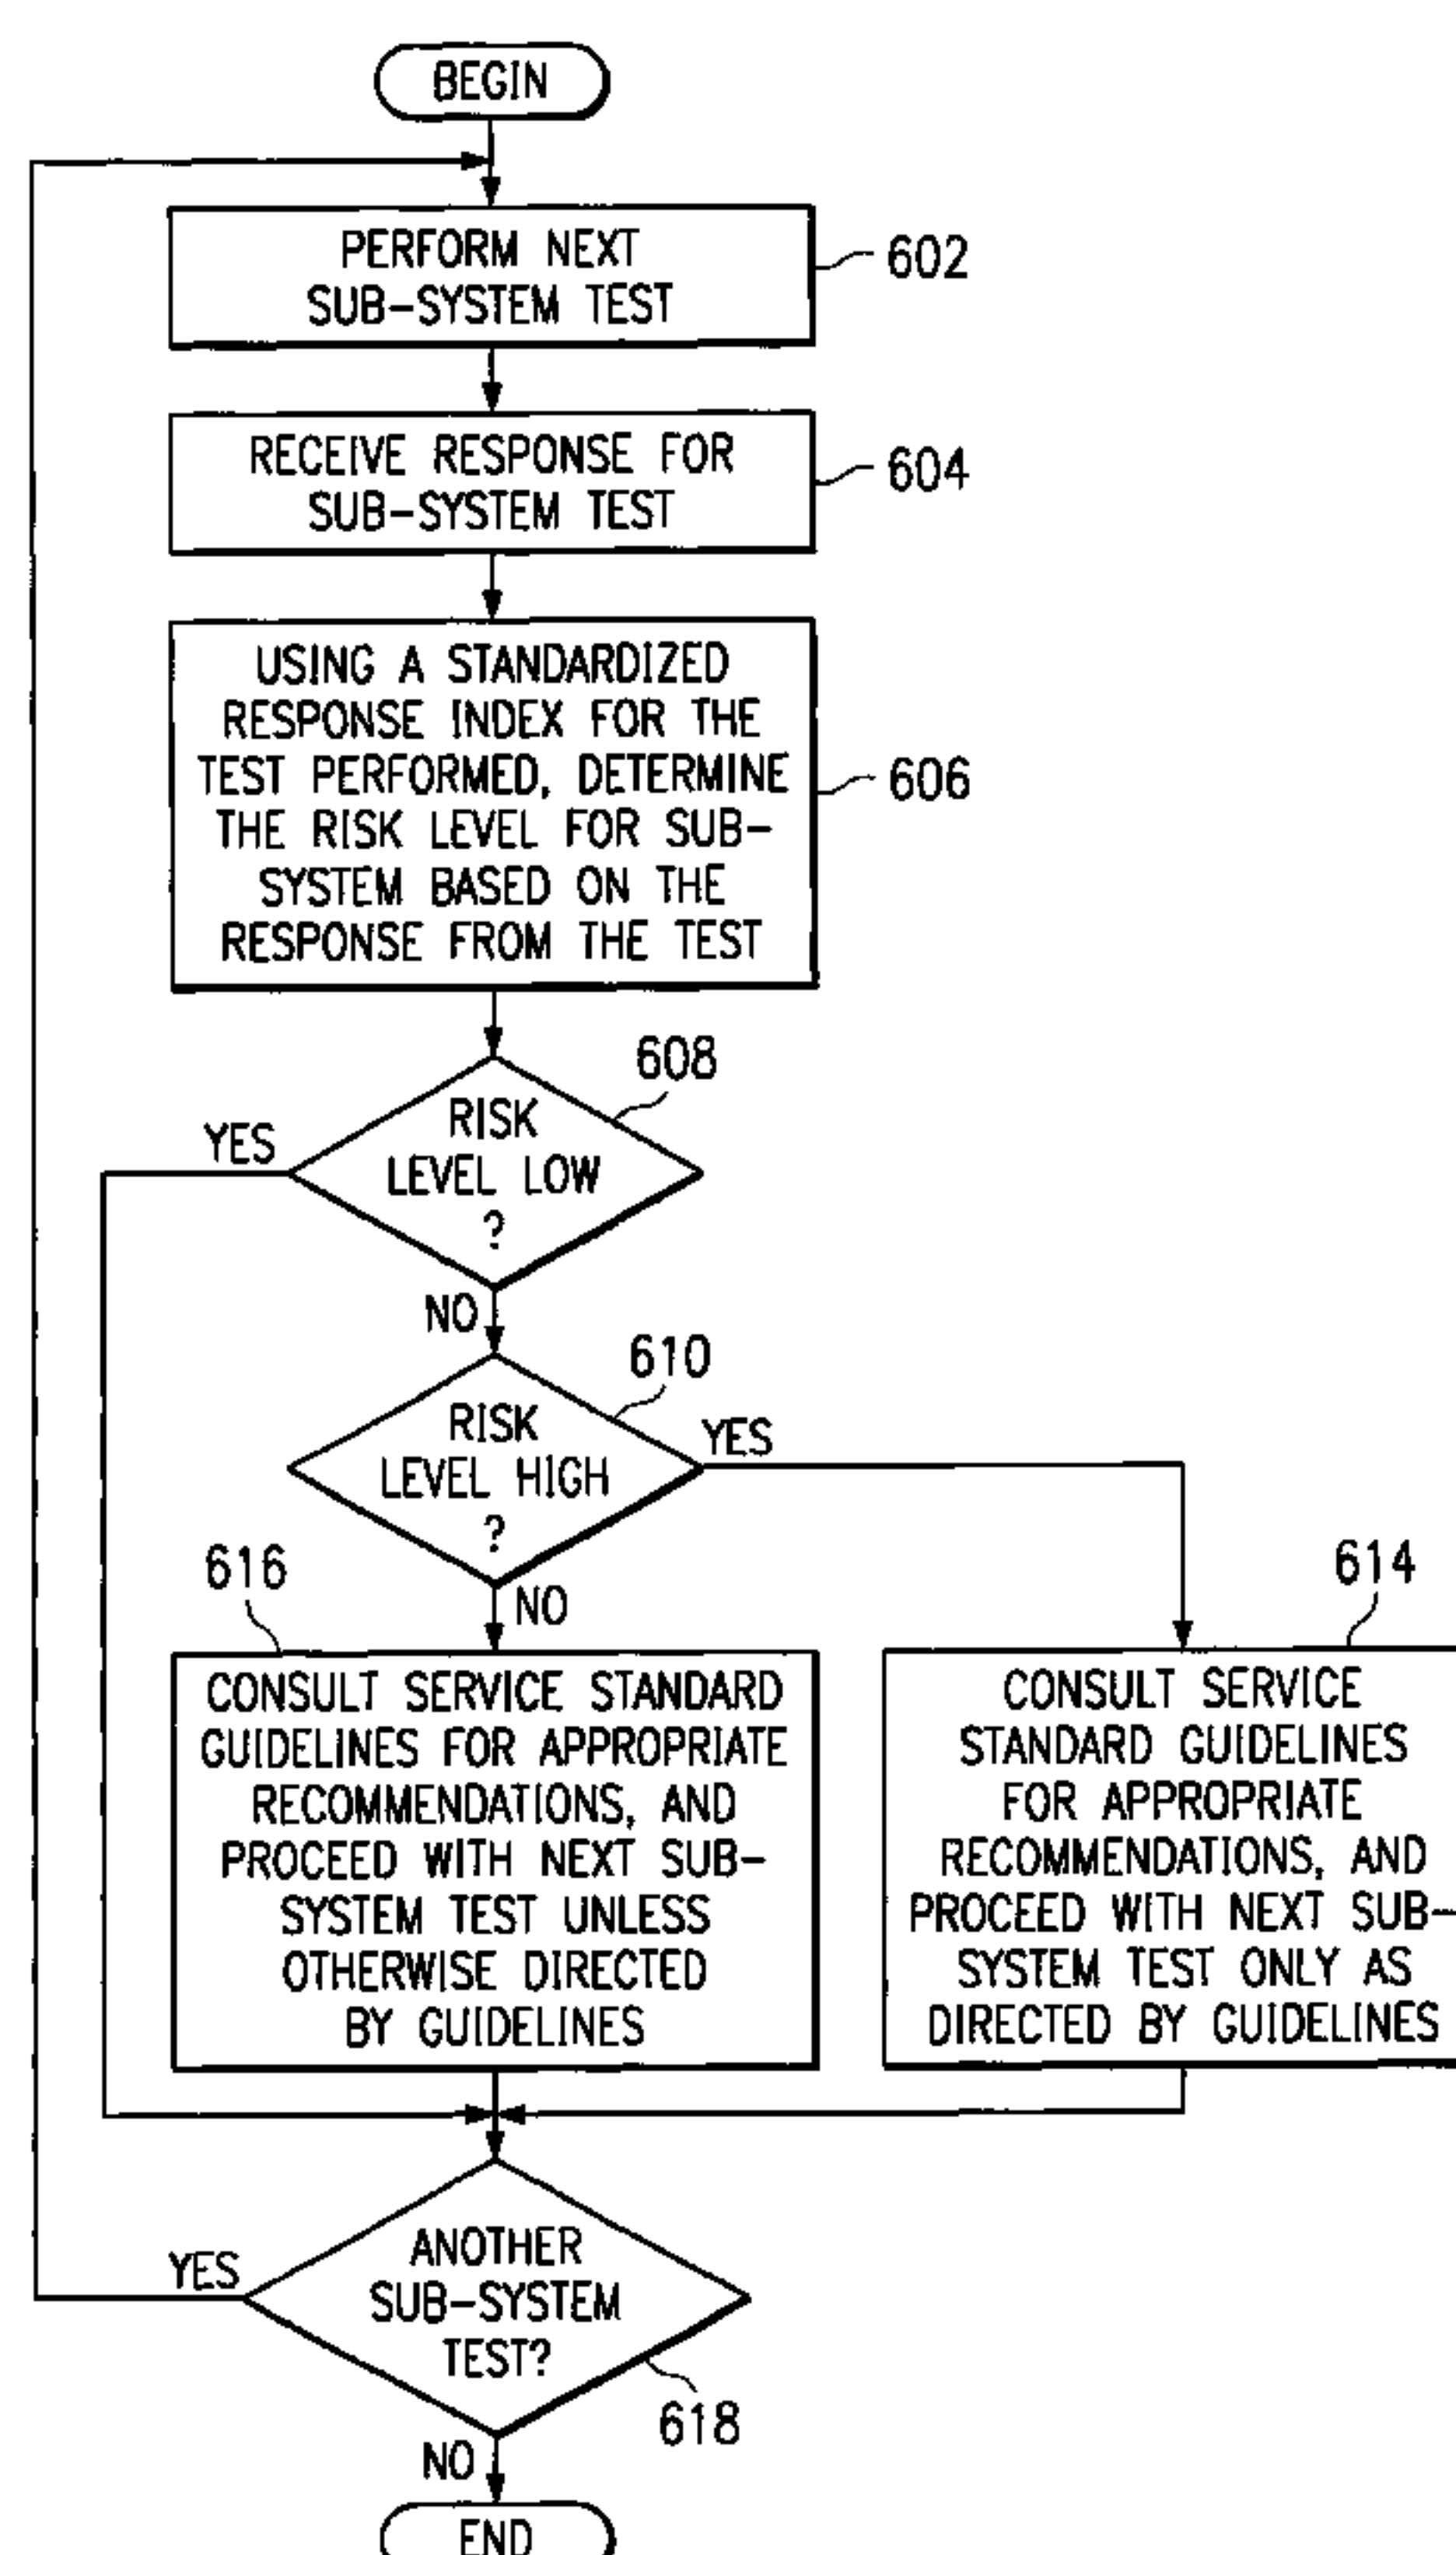 BEGIN
PERFORM NEXT
SUB-SYSTEM TEST
602
RECEIVE RESPONSE FOR
SUB-SYSTEM TEST
604
USING A STANDARDIZED
RESPONSE INDEX FOR THE
TEST PERFORMED, DETERMINE
THE RISK LEVEL FOR SUB-
SYSTEM BASED ON THE
RESPONSE FROM THE TEST
606
608
RISK
LEVEL LOW
?
YES
NO
610
RISK
LEVEL HIGH
?
YES
NO
616
CONSULT SERVICE STANDARD
GUIDELINES FOR APPROPRIATE
RECOMMENDATIONS, AND
PROCEED WITH NEXT SUB-
SYSTEM TEST UNLESS
OTHERWISE DIRECTED
BY GUIDELINES
614
CONSULT SERVICE
STANDARD GUIDELINES
FOR APPROPRIATE
RECOMMENDATIONS, AND
PROCEED WITH NEXT SUB-
SYSTEM TEST ONLY AS
DIRECTED BY GUIDELINES
YES
ANOTHER
SUB-SYSTEM
TEST?
618
NO
END